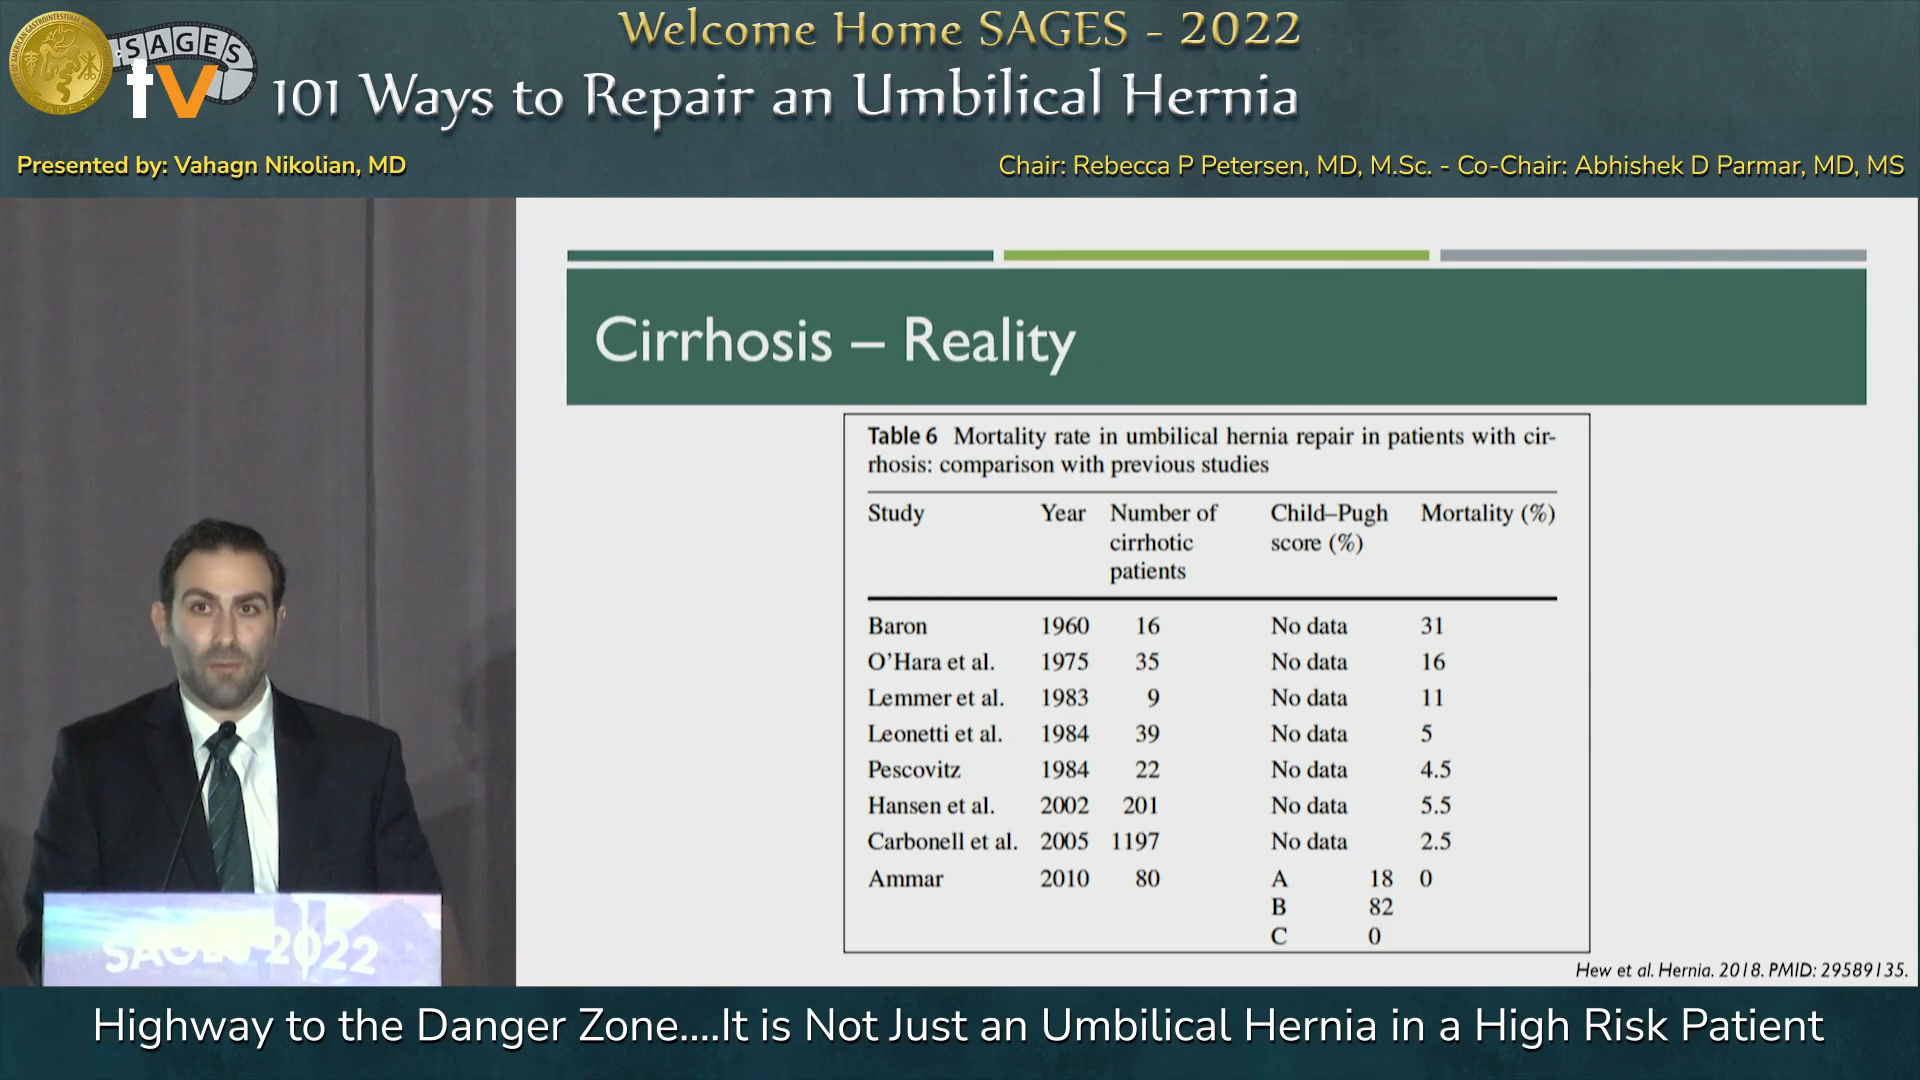 Welcome Home SAGES - 2022
SAGES
tv
101 Ways to Repair an Umbilical Hernia
Presented by: Vahagn Nikolian, MD
Chair: Rebecca P Petersen, MD, M.Sc. - Co-Chair: Abhishek D Parmar, MD, MS
Cirrhosis – Reality
Table 6 Mortality rate in umbilical hernia repair in patients with cir-
rhosis: comparison with previous studies
Study Year Number of Child–Pugh Mortality (%)
cirrhotic score (%)
patients
Baron 1960 16 No data 31
O’Hara et al. 1975 35 No data 16
Lemmer et al. 1983 9 No data 11
Leonetti et al. 1984 39 No data 5
Pescovitz 1984 22 No data 4.5
Hansen et al. 2002 201 No data 5.5
Carbonell et al. 2005 1197 No data 2.5
Ammar 2010 80 A 18 0
B 82
C 0
Hew et al. Hernia. 2018. PMID: 29589135.
SAGES 2022
Highway to the Danger Zone....It is Not Just an Umbilical Hernia in a High Risk Patient